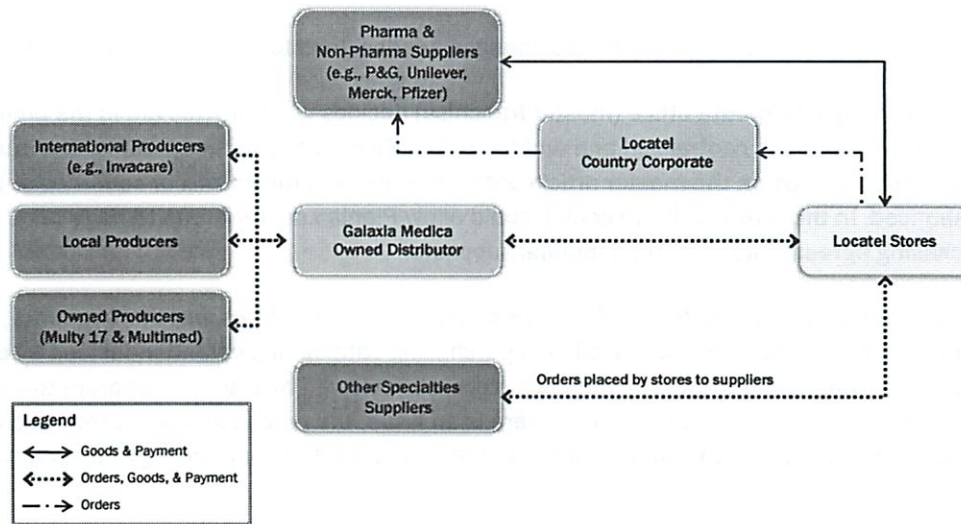 Pharma &
Non-Pharma Suppliers
(e.g., P&G, Unilever,
Merck, Pfizer)
International Producers
(e.g., Invacare)
Locatel
Country Corporate
Local Producers
Galaxia Medica
Owned Distributor
Locatel Stores
Owned Producers
(Multy 17 & Multimed)
Other Specialties
Suppliers
Orders placed by stores to suppliers
Legend
Goods & Payment
Orders, Goods, & Payment
Orders